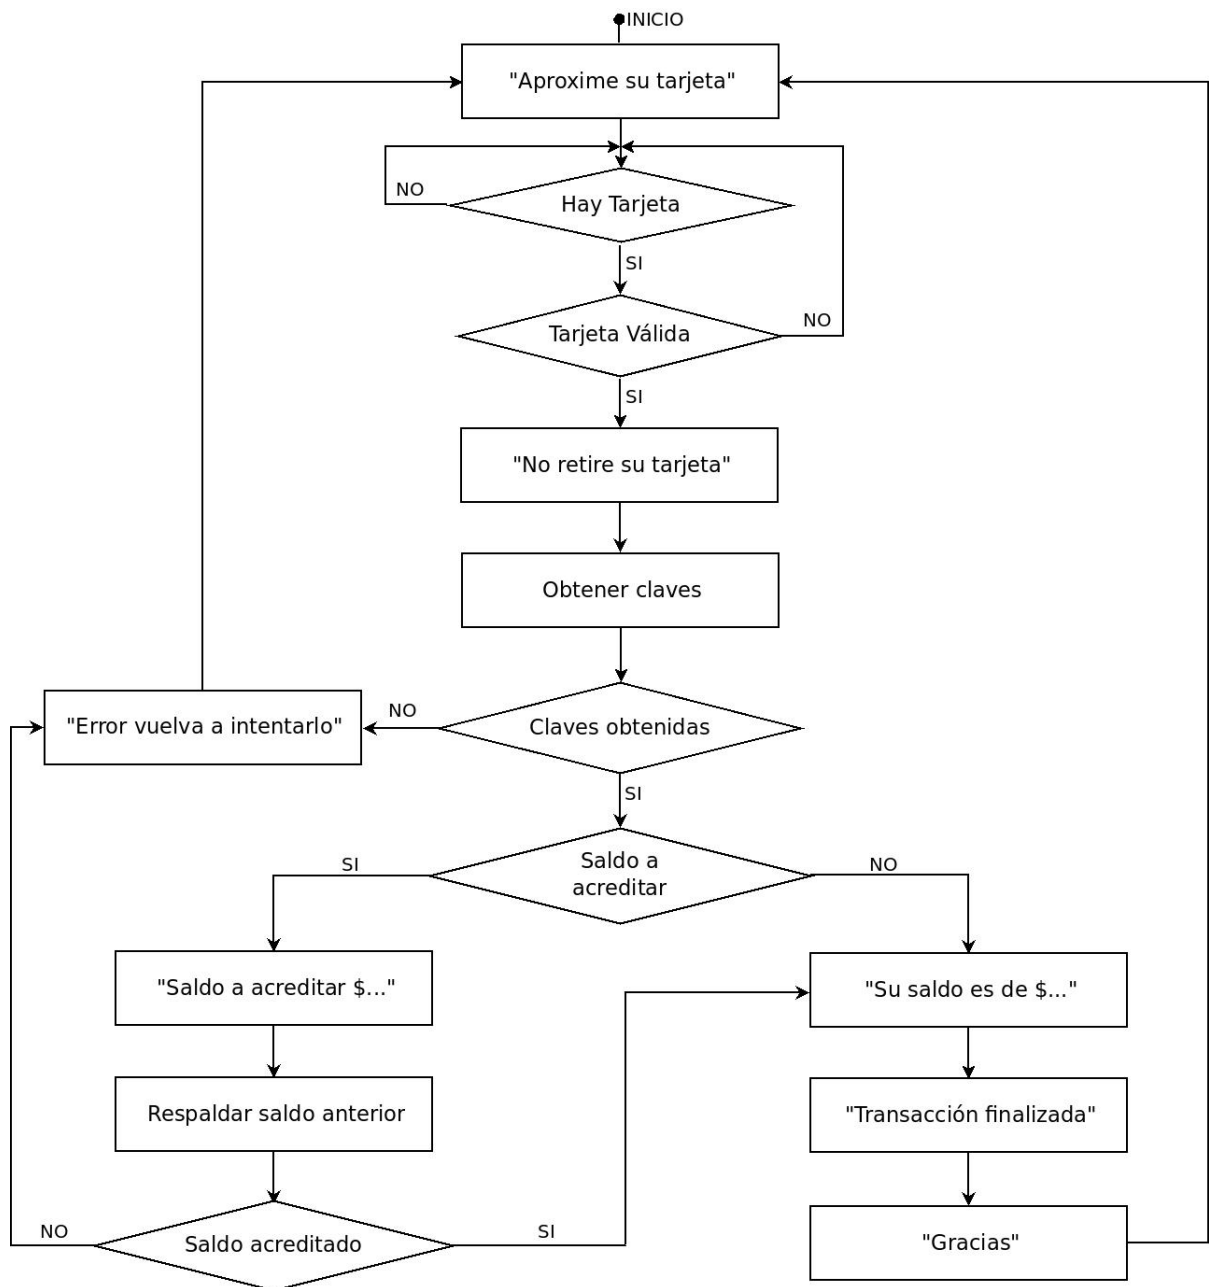 INICIO
"Aproxime su tarjeta"
NO
Hay Tarjeta
SI
Tarjeta Válida
NO
SI
"No retire su tarjeta"
Obtener claves
"Error vuelva a intentarlo"
NO
Claves obtenidas
SI
SI
Saldo a
acreditar
NO
"Saldo a acreditar $..."
"Su saldo es de $..."
Respaldar saldo anterior
"Transacción finalizada"
NO
Saldo acreditado
SI
"Gracias"